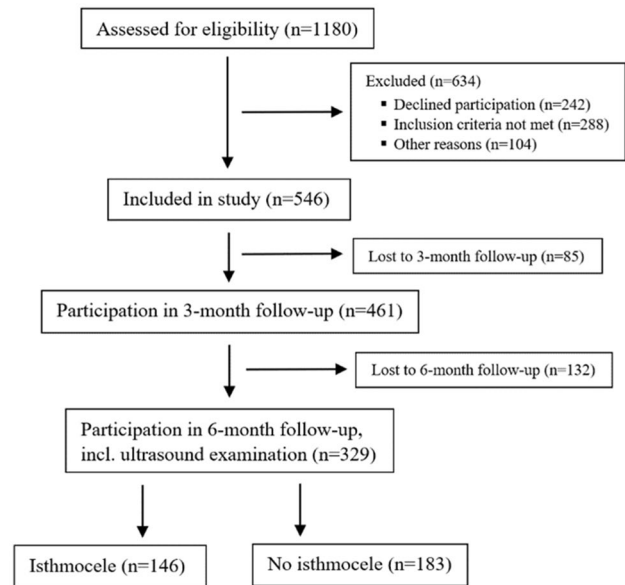 Assessed for eligibility (n=1180)
Excluded (n=634)
▪ Declined participation (n=242)
▪ Inclusion criteria not met (n=288)
▪ Other reasons (n=104)
Included in study (n=546)
Lost to 3-month follow-up (n=85)
Participation in 3-month follow-up (n=461)
Lost to 6-month follow-up (n=132)
Participation in 6-month follow-up,
incl. ultrasound examination (n=329)
Isthmocele (n=146)
No isthmocele (n=183)